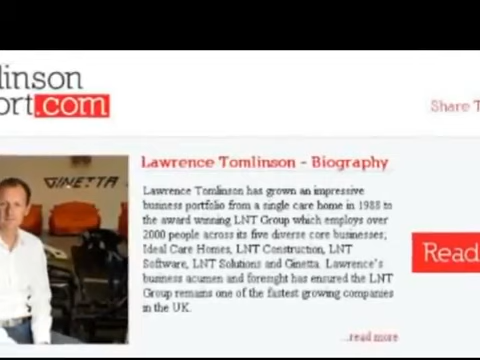 linson
ort.com
Share T
Lawrence Tomlinson - Biography
GINETTA
Lawrence Tomlinson has grown an impressive
business portfolio from a single care home in 1988 to
the award winning LNT Group which employs over
2000 people across its five diverse core businesses;
Ideal Care Homes, LNT Construction, LNT
Software, LNT Solutions and Ginetta. Lawrence's
business acumen and foresight has ensured the LNT
Group remains one of the fastest growing companies
in the UK.
Read
...read more